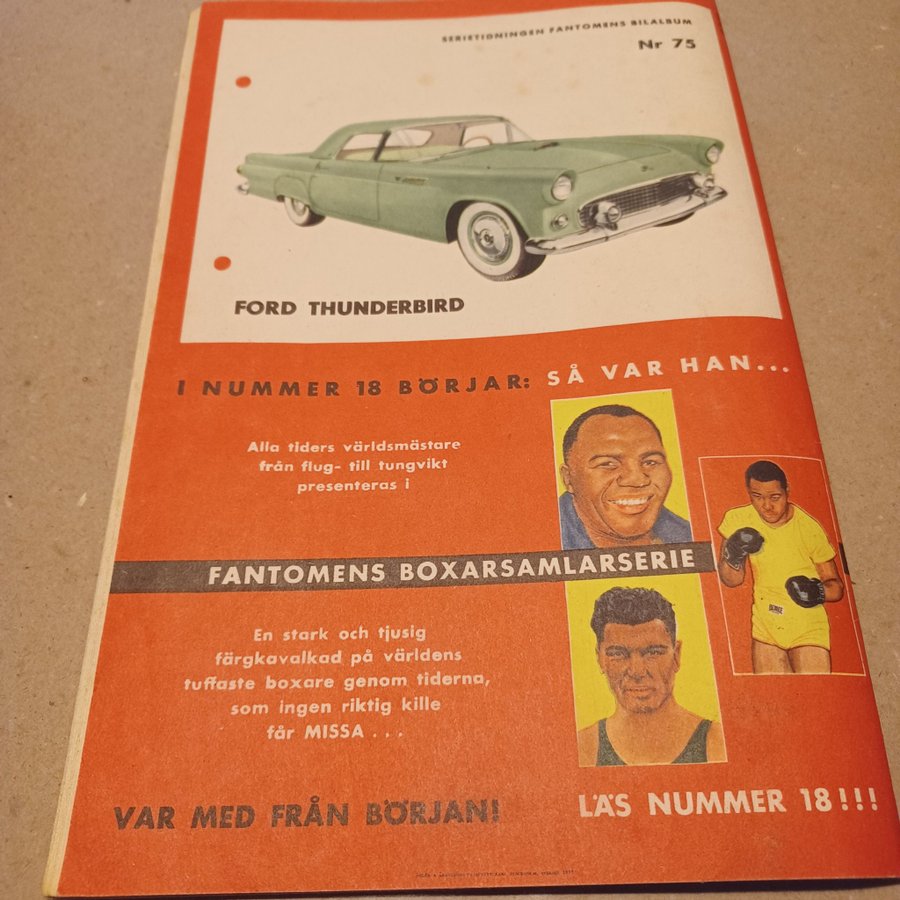 SERIETIDNINGEN FANTOMENS BILALBUM
Nr 75
FORD THUNDERBIRD
I NUMMER 18 BÖRJAR: SÅ VAR HAN...
Alla tiders världsmästare
från flug- till tungvikt
presenteras i
FANTOMENS BOXARSAMLARSERIE
En stark och tjusig
färgkavalkad på världens
tuffaste boxare genom tiderna,
som ingen riktig kille
får MISSA ...
VAR MED FRÅN BÖRJAN!
LÄS NUMMER 18!!!